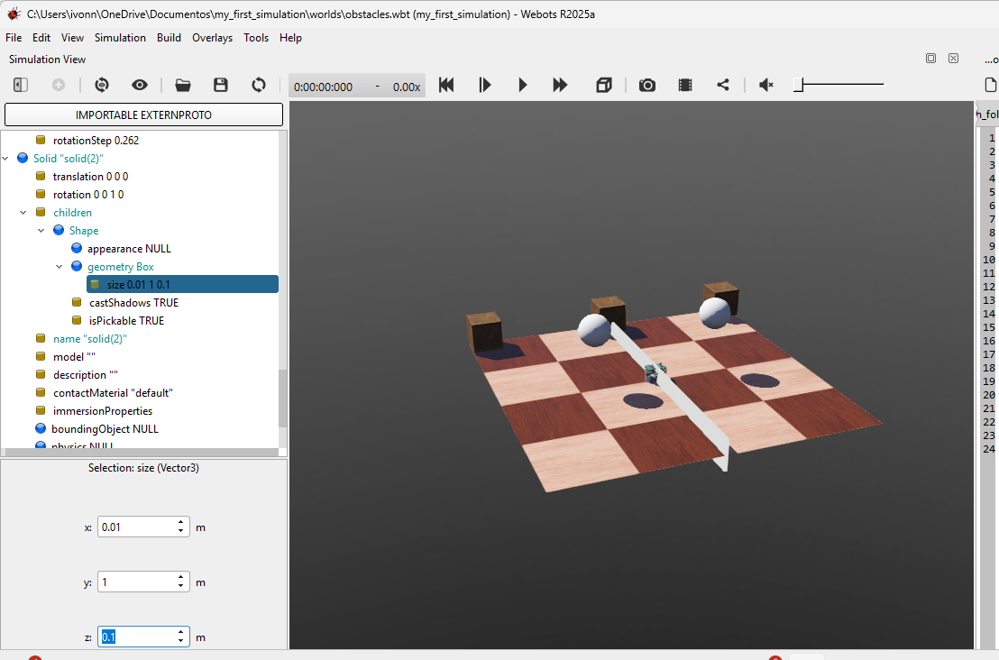 C:\Users\ivonn\OneDrive\Documentos\my_first_simulation\worlds\obstacles.wbt (my_first_simulation) - Webots R2025a
File Edit View Simulation Build Overlays Tools Help
Simulation View
...o
0:00:00:000 - 0.00x
IMPORTABLE EXTERNPROTO
h_fol
rotationStep 0.262
Solid "solid(2)"
translation 0 0 0
rotation 0 0 1 0
children
Shape
appearance NULL
geometry Box
size 0.01 1 0.1
castShadows TRUE
isPickable TRUE
name "solid(2)"
model ""
description ""
contactMaterial "default"
immersionProperties
boundingObject NULL
physics NULL
Selection: size (Vector3)
x: 0.01 m
y: 1 m
z: 0.1 m
1
2
3
4
5
6
7
8
9
10
11
12
13
14
15
16
17
18
19
20
21
22
23
24